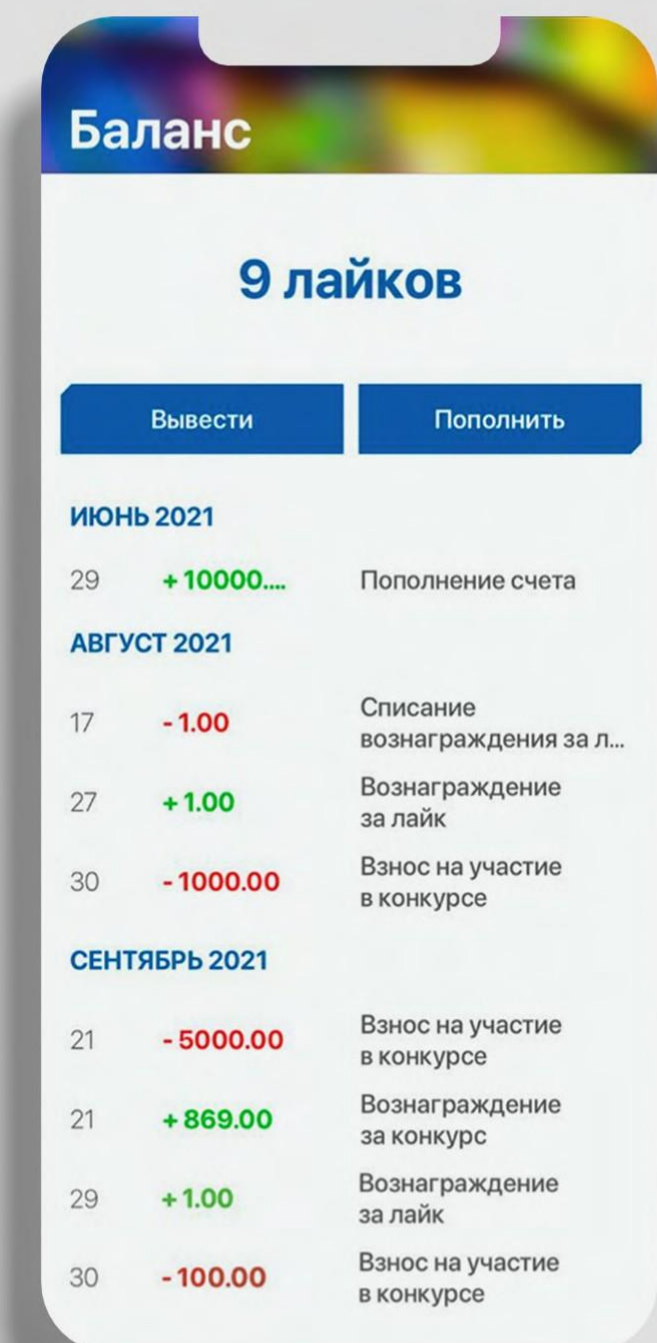 Баланс
9 лайков
Вывести Пополнить
ИЮНЬ 2021
29 +10000.... Пополнение счета
АВГУСТ 2021
17 -1.00 Списание
вознаграждения за л...
27 +1.00 Вознаграждение
за лайк
30 -1000.00 Взнос на участие
в конкурсе
СЕНТЯБРЬ 2021
21 -5000.00 Взнос на участие
в конкурсе
21 +869.00 Вознаграждение
за конкурс
29 +1.00 Вознаграждение
за лайк
30 -100.00 Взнос на участие
в конкурсе